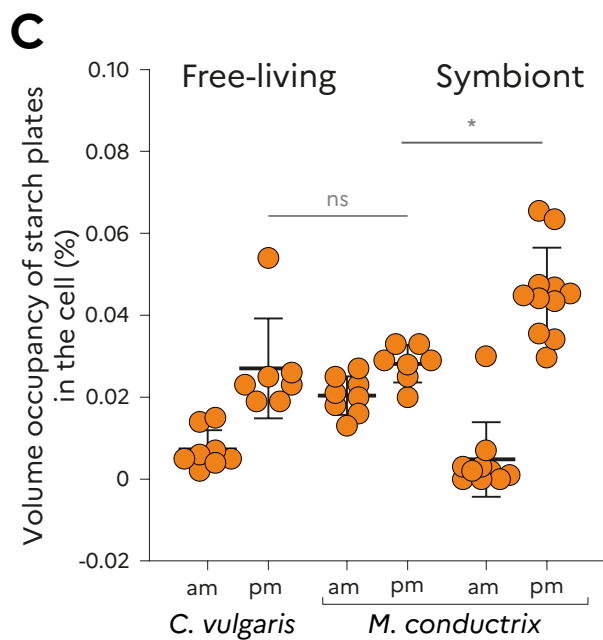 C
Free-living Symbiont
Volume occupancy of starch plates
in the cell (%)
0.10
0.08
0.06
0.04
0.02
0
-0.02
*
ns
am pm am pm am pm
C. vulgaris M. conductrix